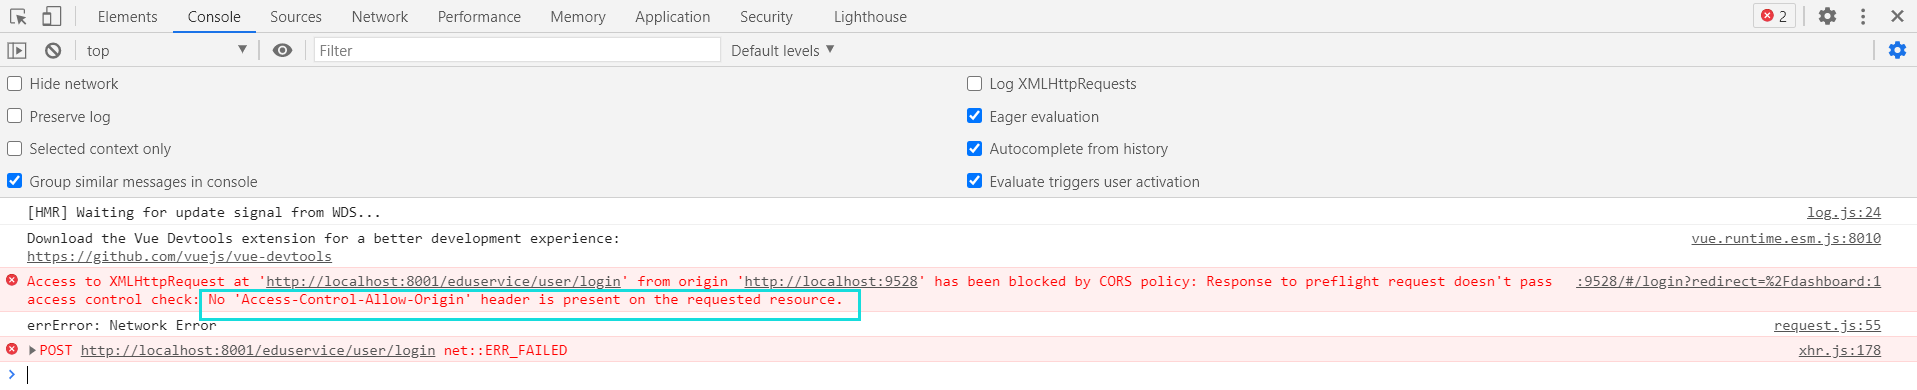 Elements Console Sources Network Performance Memory Application Security Lighthouse 2
top Filter Default levels
Hide network Log XMLHttpRequests
Preserve log Eager evaluation
Selected context only Autocomplete from history
Group similar messages in console Evaluate triggers user activation
[HMR] Waiting for update signal from WDS... log.js:24
Download the Vue Devtools extension for a better development experience: vue.runtime.esm.js:8010
https://github.com/vuejs/vue-devtools
Access to XMLHttpRequest at 'http://localhost:8001/eduservice/user/login' from origin 'http://localhost:9528' has been blocked by CORS policy: Response to preflight request doesn't pass :9528/#/login?redirect=%2Fdashboard:1
access control check: No 'Access-Control-Allow-Origin' header is present on the requested resource.
errError: Network Error request.js:55
POST http://localhost:8001/eduservice/user/login net::ERR_FAILED xhr.js:178